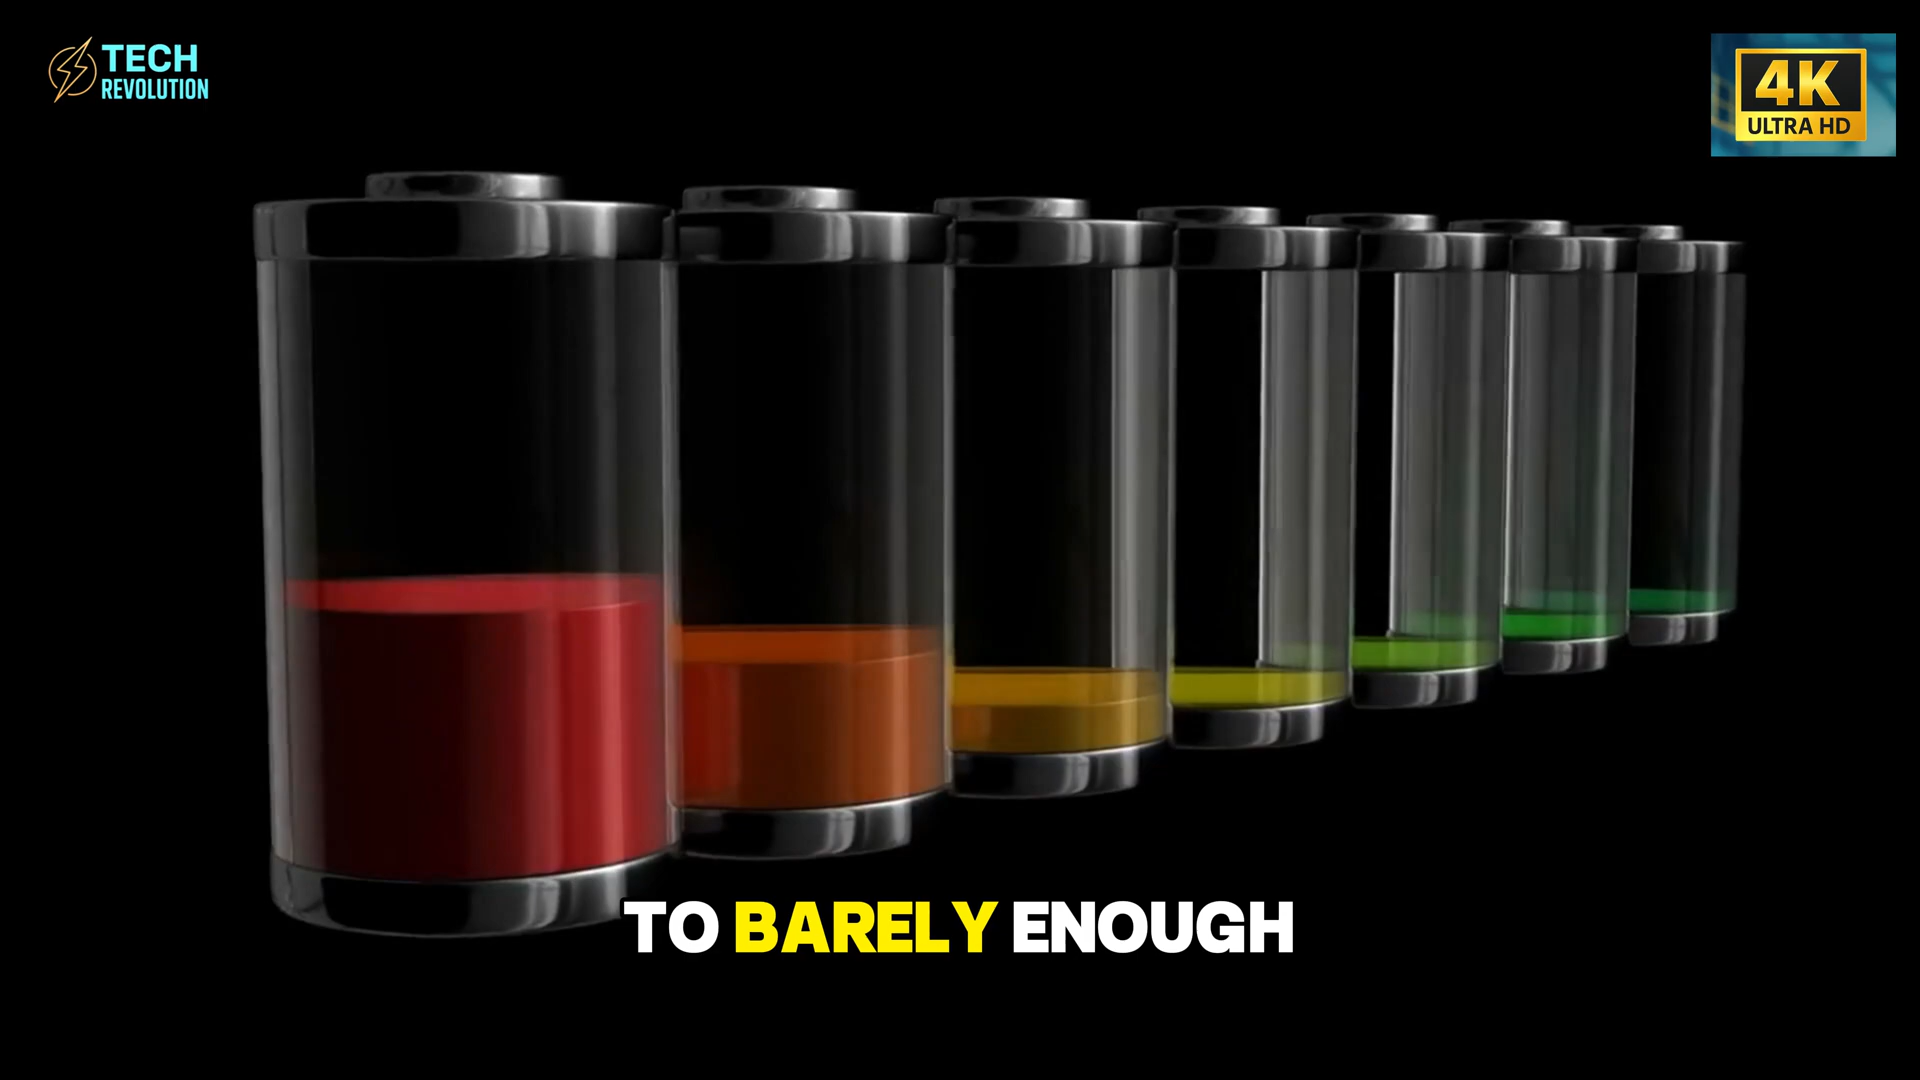 TECH
REVOLUTION
4K
ULTRA HD
TO BARELY ENOUGH